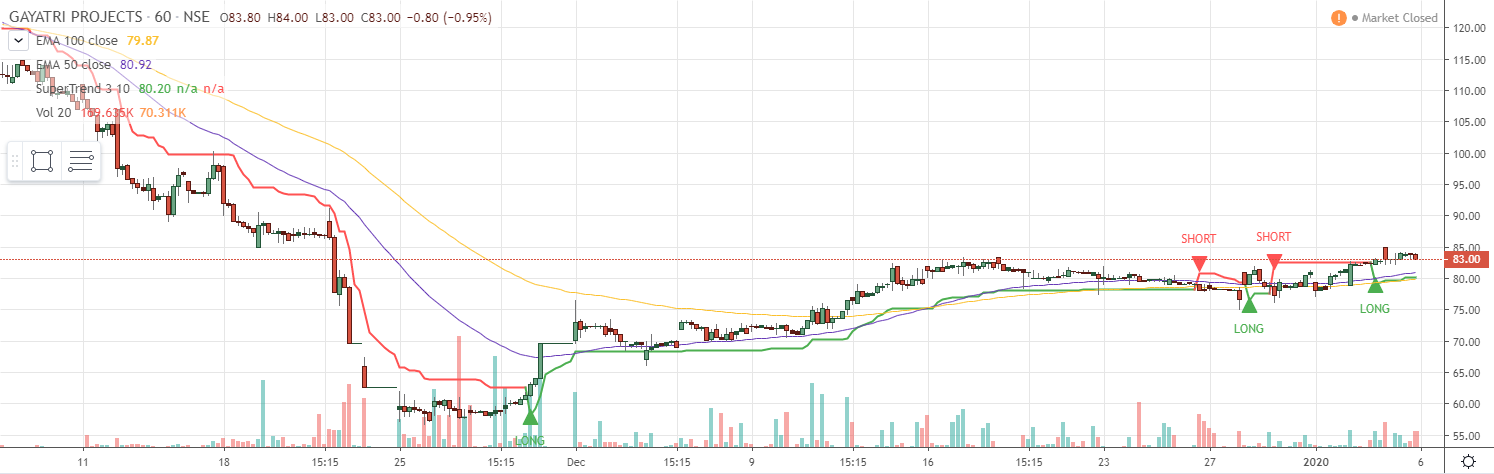 GAYATRI PROJECTS · 60 · NSE O83.80 H84.00 L83.00 C83.00 −0.80 (−0.95%)
! Market Closed
EMA 100 close 79.87
EMA 50 close 80.92
SuperTrend 3 10 80.20 n/a n/a
Vol 20 169.635K 70.311K
120.00
115.00
110.00
105.00
100.00
95.00
90.00
85.00
83.00
80.00
75.00
70.00
65.00
60.00
55.00
SHORT
SHORT
LONG
LONG
LONG
11 18 15:15 25 15:15 Dec 15:15 9 15:15 16 15:15 23 27 2020 6